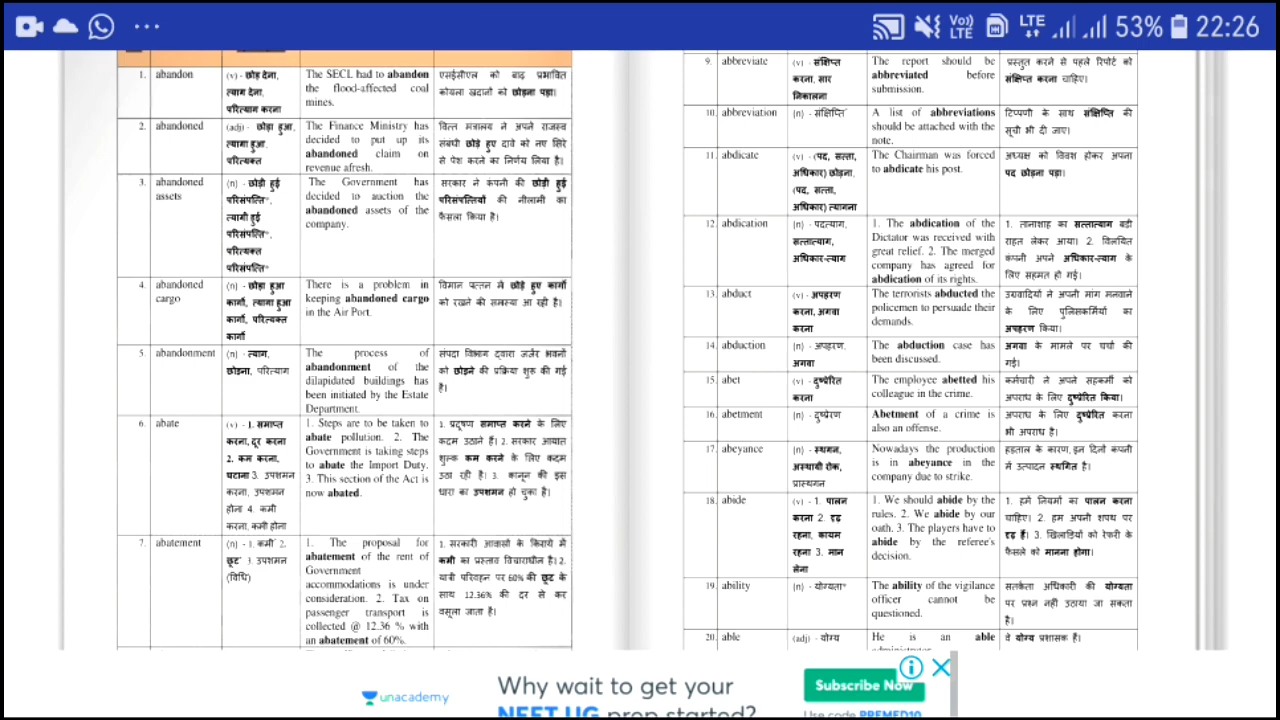 53% 22:26
1. abandon (v) - छोड़ देना, The SECL had to abandon एसईसीएल को बाढ़ प्रभावित
त्याग देना, the flood-affected coal कोयला खदानों को छोड़ना पड़ा।
परित्याग करना mines.
2. abandoned (adj) - छोड़ा हुआ, The Finance Ministry has वित्त मंत्रालय ने अपने राजस्व
त्यागा हुआ, decided to put up its संबंधी छोड़े हुए दावे को नए सिरे
परित्यक्त abandoned claim on से पेश करने का निर्णय लिया है।
revenue afresh.
3. abandoned (n) - छोड़ी हुई The Government has सरकार ने कंपनी की छोड़ी हुई
assets परिसंपत्ति*, decided to auction the परिसंपत्तियों की नीलामी का
त्यागी हुई abandoned assets of the फैसला किया है।
परिसंपत्ति*, company.
परित्यक्त
परिसंपत्ति*
4. abandoned (n) - छोड़ा हुआ There is a problem in विमान पत्तन में छोड़े हुए कार्गो
cargo कार्गो, त्यागा हुआ keeping abandoned cargo को रखने की समस्या आ रही है।
कार्गो, परित्यक्त in the Air Port.
कार्गो
5. abandonment (n) - त्याग, The process of संपदा विभाग द्वारा जर्जर भवनों
छोड़ना, परित्याग abandonment of the को छोड़ने की प्रक्रिया शुरू की गई
dilapidated buildings has है।
been initiated by the Estate
Department.
6. abate (v) - 1. समाप्त 1. Steps are to be taken to 1. प्रदूषण समाप्त करने के लिए
करना, दूर करना abate pollution. 2. The कदम उठाने हैं। 2. सरकार आयात
2. कम करना, Government is taking steps शुल्क कम करने के लिए कदम
घटाना 3. उपशमन to abate the Import Duty. उठा रही है। 3. कानून की इस
करना, उपशमन 3. This section of the Act is धारा का उपशमन हो चुका है।
होना 4. कमी now abated.
करना, कमी होना
7. abatement (n) - 1. कमी* 2. 1. The proposal for 1. सरकारी आवासों के किराये में
छूट* 3. उपशमन abatement of the rent of कमी का प्रस्ताव विचाराधीन है। 2.
(विधि) Government यात्री परिवहन पर 60% की छूट के
accommodations is under साथ 12.36% की दर से कर
consideration. 2. Tax on वसूला जाता है।
passenger transport is
collected @ 12.36 % with
an abatement of 60%.
9. abbreviate (v) - संक्षिप्त The report should be प्रस्तुत करने से पहले रिपोर्ट को
करना, सार abbreviated before संक्षिप्त करना चाहिए।
निकालना submission.
10. abbreviation (n) - संक्षिप्ति* A list of abbreviations टिप्पणी के साथ संक्षिप्ति की
should be attached with the सूची भी दी जाए।
note.
11. abdicate (v) - (पद, सत्ता, The Chairman was forced अध्यक्ष को विवश होकर अपना
अधिकार) छोड़ना, to abdicate his post. पद छोड़ना पड़ा।
(पद, सत्ता,
अधिकार) त्यागना
12. abdication (n) - पदत्याग, 1. The abdication of the 1. तानाशाह का सत्तात्याग बड़ी
सत्तात्याग, Dictator was received with राहत लेकर आया। 2. विलयित
अधिकार-त्याग great relief. 2. The merged कंपनी अपने अधिकार-त्याग के
company has agreed for लिए सहमत हो गई।
abdication of its rights.
13. abduct (v) - अपहरण The terrorists abducted the उग्रवादियों ने अपनी मांग मनवाने
करना, अगवा policemen to persuade their के लिए पुलिसकर्मियों का
करना demands. अपहरण किया।
14. abduction (n) - अपहरण, The abduction case has अगवा के मामले पर चर्चा की
अगवा been discussed. गई।
15. abet (v) - दुष्प्रेरित The employee abetted his कर्मचारी ने अपने सहकर्मी को
करना colleague in the crime. अपराध के लिए दुष्प्रेरित किया।
16. abetment (n) - दुष्प्रेरण Abetment of a crime is अपराध के लिए दुष्प्रेरित करना
also an offense. भी अपराध है।
17. abeyance (n) - स्थगन, Nowadays the production हड़ताल के कारण इन दिनों कंपनी
अस्थायी रोक, is in abeyance in the में उत्पादन स्थगित है।
प्रास्थगन company due to strike.
18. abide (v) - 1. पालन 1. We should abide by the 1. हमें नियमों का पालन करना
करना 2. दृढ़ rules. 2. We abide by our चाहिए। 2. हम अपनी शपथ पर
रहना, कायम oath. 3. The players have to दृढ़ हैं। 3. खिलाड़ियों को रेफरी के
रहना 3. मान abide by the referee's फैसले को मानना होगा।
लेना decision.
19. ability (n) - योग्यता* The ability of the vigilance सतर्कता अधिकारी की योग्यता
officer cannot be पर प्रश्न नहीं उठाया जा सकता
questioned. है।
20. able (adj) - योग्य He is an able वे योग्य प्रशासक हैं।
administrator.
unacademy
Why wait to get your
NEET UG prep started?
Subscribe Now
Use code PREMED10